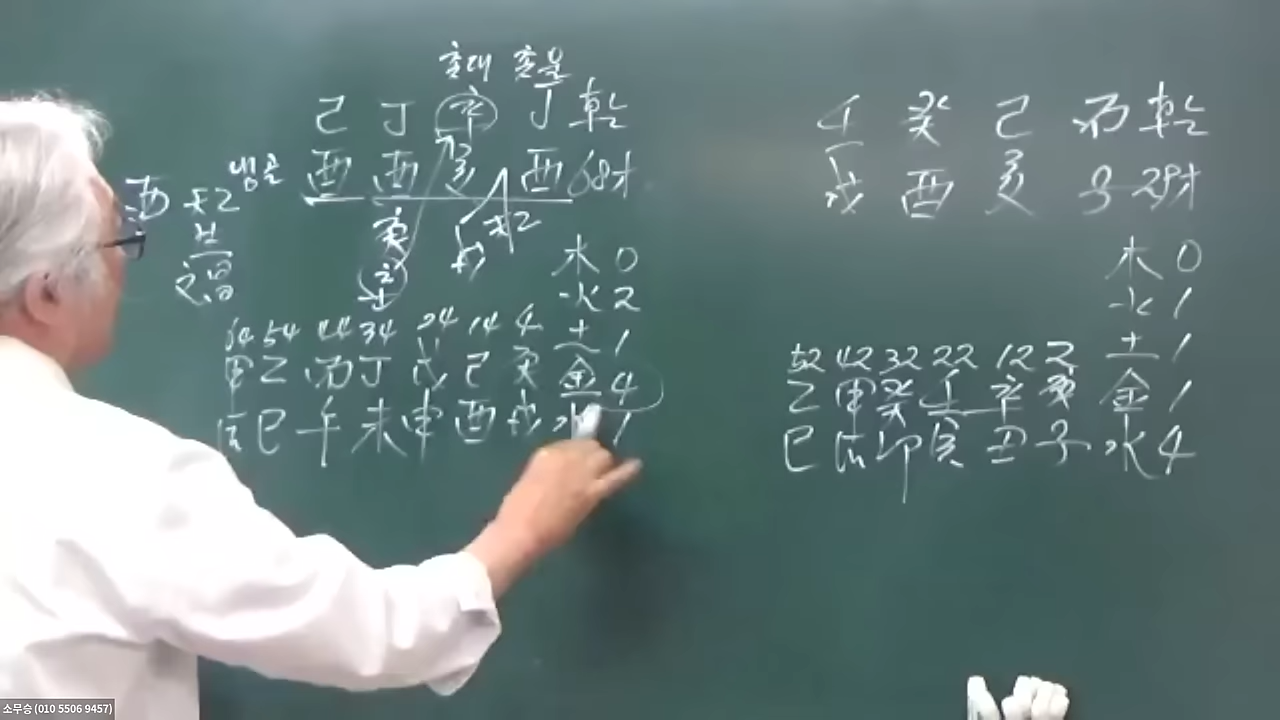 己 丁 辛 丁 乾
酉 酉 亥 酉 68才
木 0
火 2
土 1
金 4
水 1
64 54 44 34 24 14 4
甲 乙 丙 丁 戊 己 庚
辰 巳 午 未 申 酉 戌
壬 癸 己 丙 乾
戌 酉 亥 子 29才
木 0
火 1
土 1
金 1
水 4
52 42 32 22 12 2
乙 甲 癸 壬 辛
巳 辰 卯 寅 丑 子
소무승 (010 5506 9457)